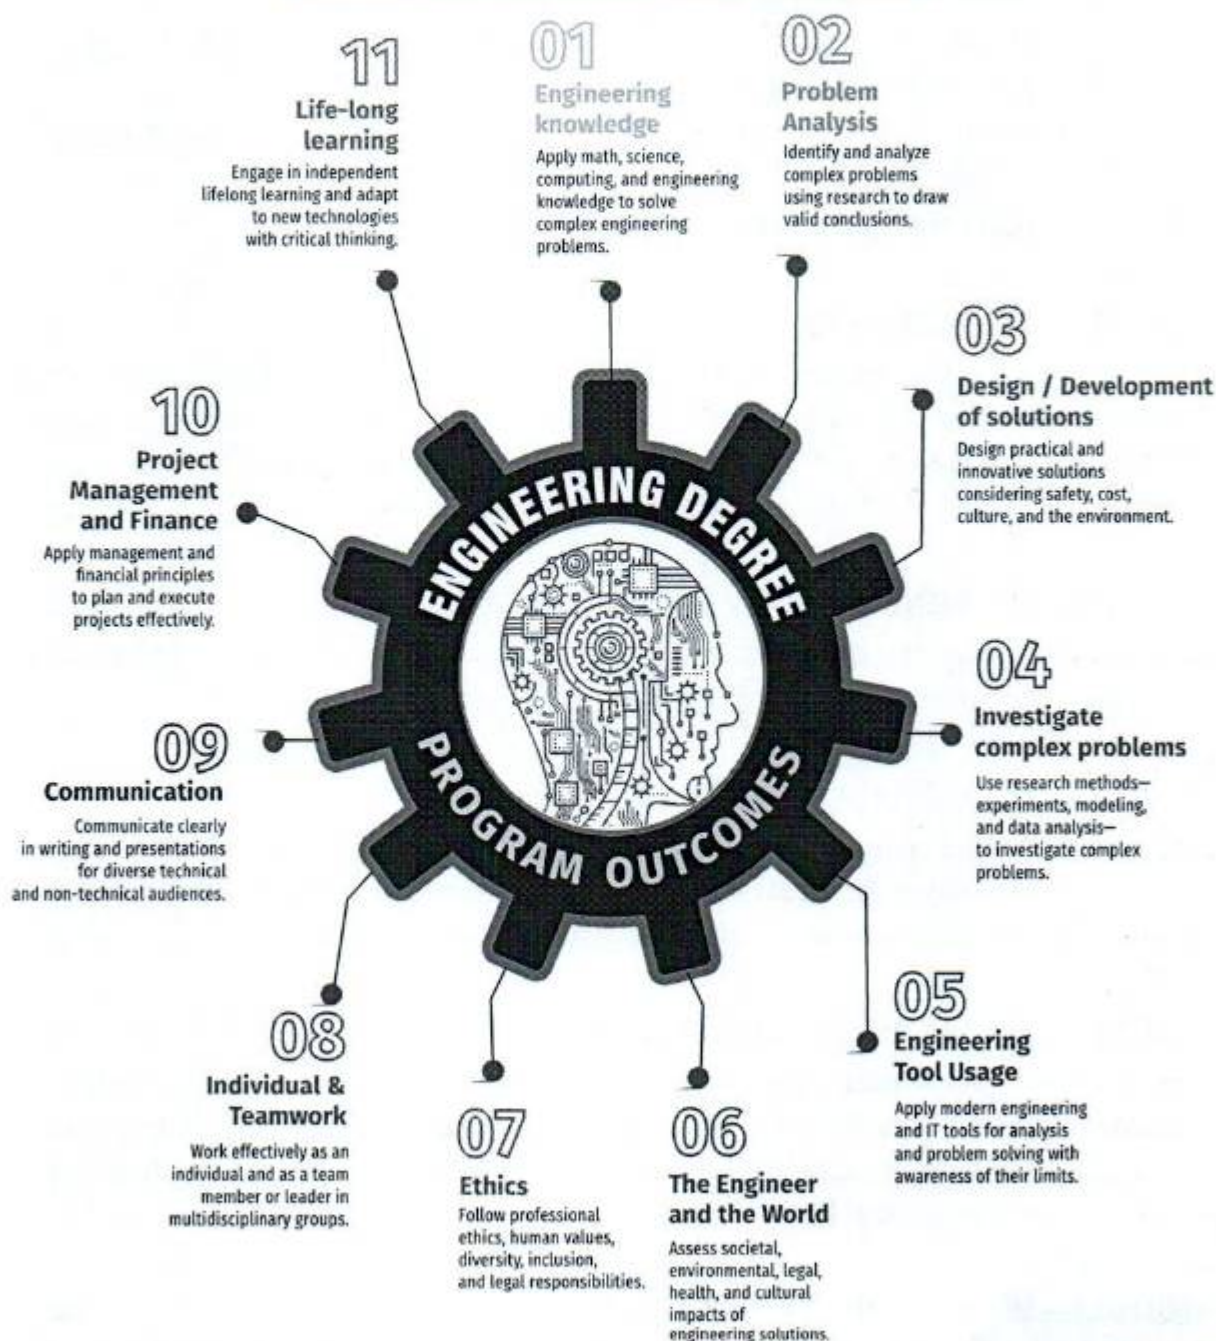 01
Engineering
knowledge
Apply math, science,
computing, and engineering
knowledge to solve
complex engineering
problems.
02
Problem
Analysis
Identify and analyze
complex problems
using research to draw
valid conclusions.
03
Design / Development
of solutions
Design practical and
innovative solutions
considering safety, cost,
culture, and the environment.
04
Investigate
complex problems
Use research methods—
experiments, modeling,
and data analysis—
to investigate complex
problems.
05
Engineering
Tool Usage
Apply modern engineering
and IT tools for analysis
and problem solving with
awareness of their limits.
06
The Engineer
and the World
Assess societal,
environmental, legal,
health, and cultural
impacts of
engineering solutions.
07
Ethics
Follow professional
ethics, human values,
diversity, inclusion,
and legal responsibilities.
08
Individual &
Teamwork
Work effectively as an
individual and as a team
member or leader in
multidisciplinary groups.
09
Communication
Communicate clearly
in writing and presentations
for diverse technical
and non-technical audiences.
10
Project
Management
and Finance
Apply management and
financial principles
to plan and execute
projects effectively.
11
Life-long
learning
Engage in independent
lifelong learning and adapt
to new technologies
with critical thinking.
ENGINEERING DEGREE
PROGRAM OUTCOMES